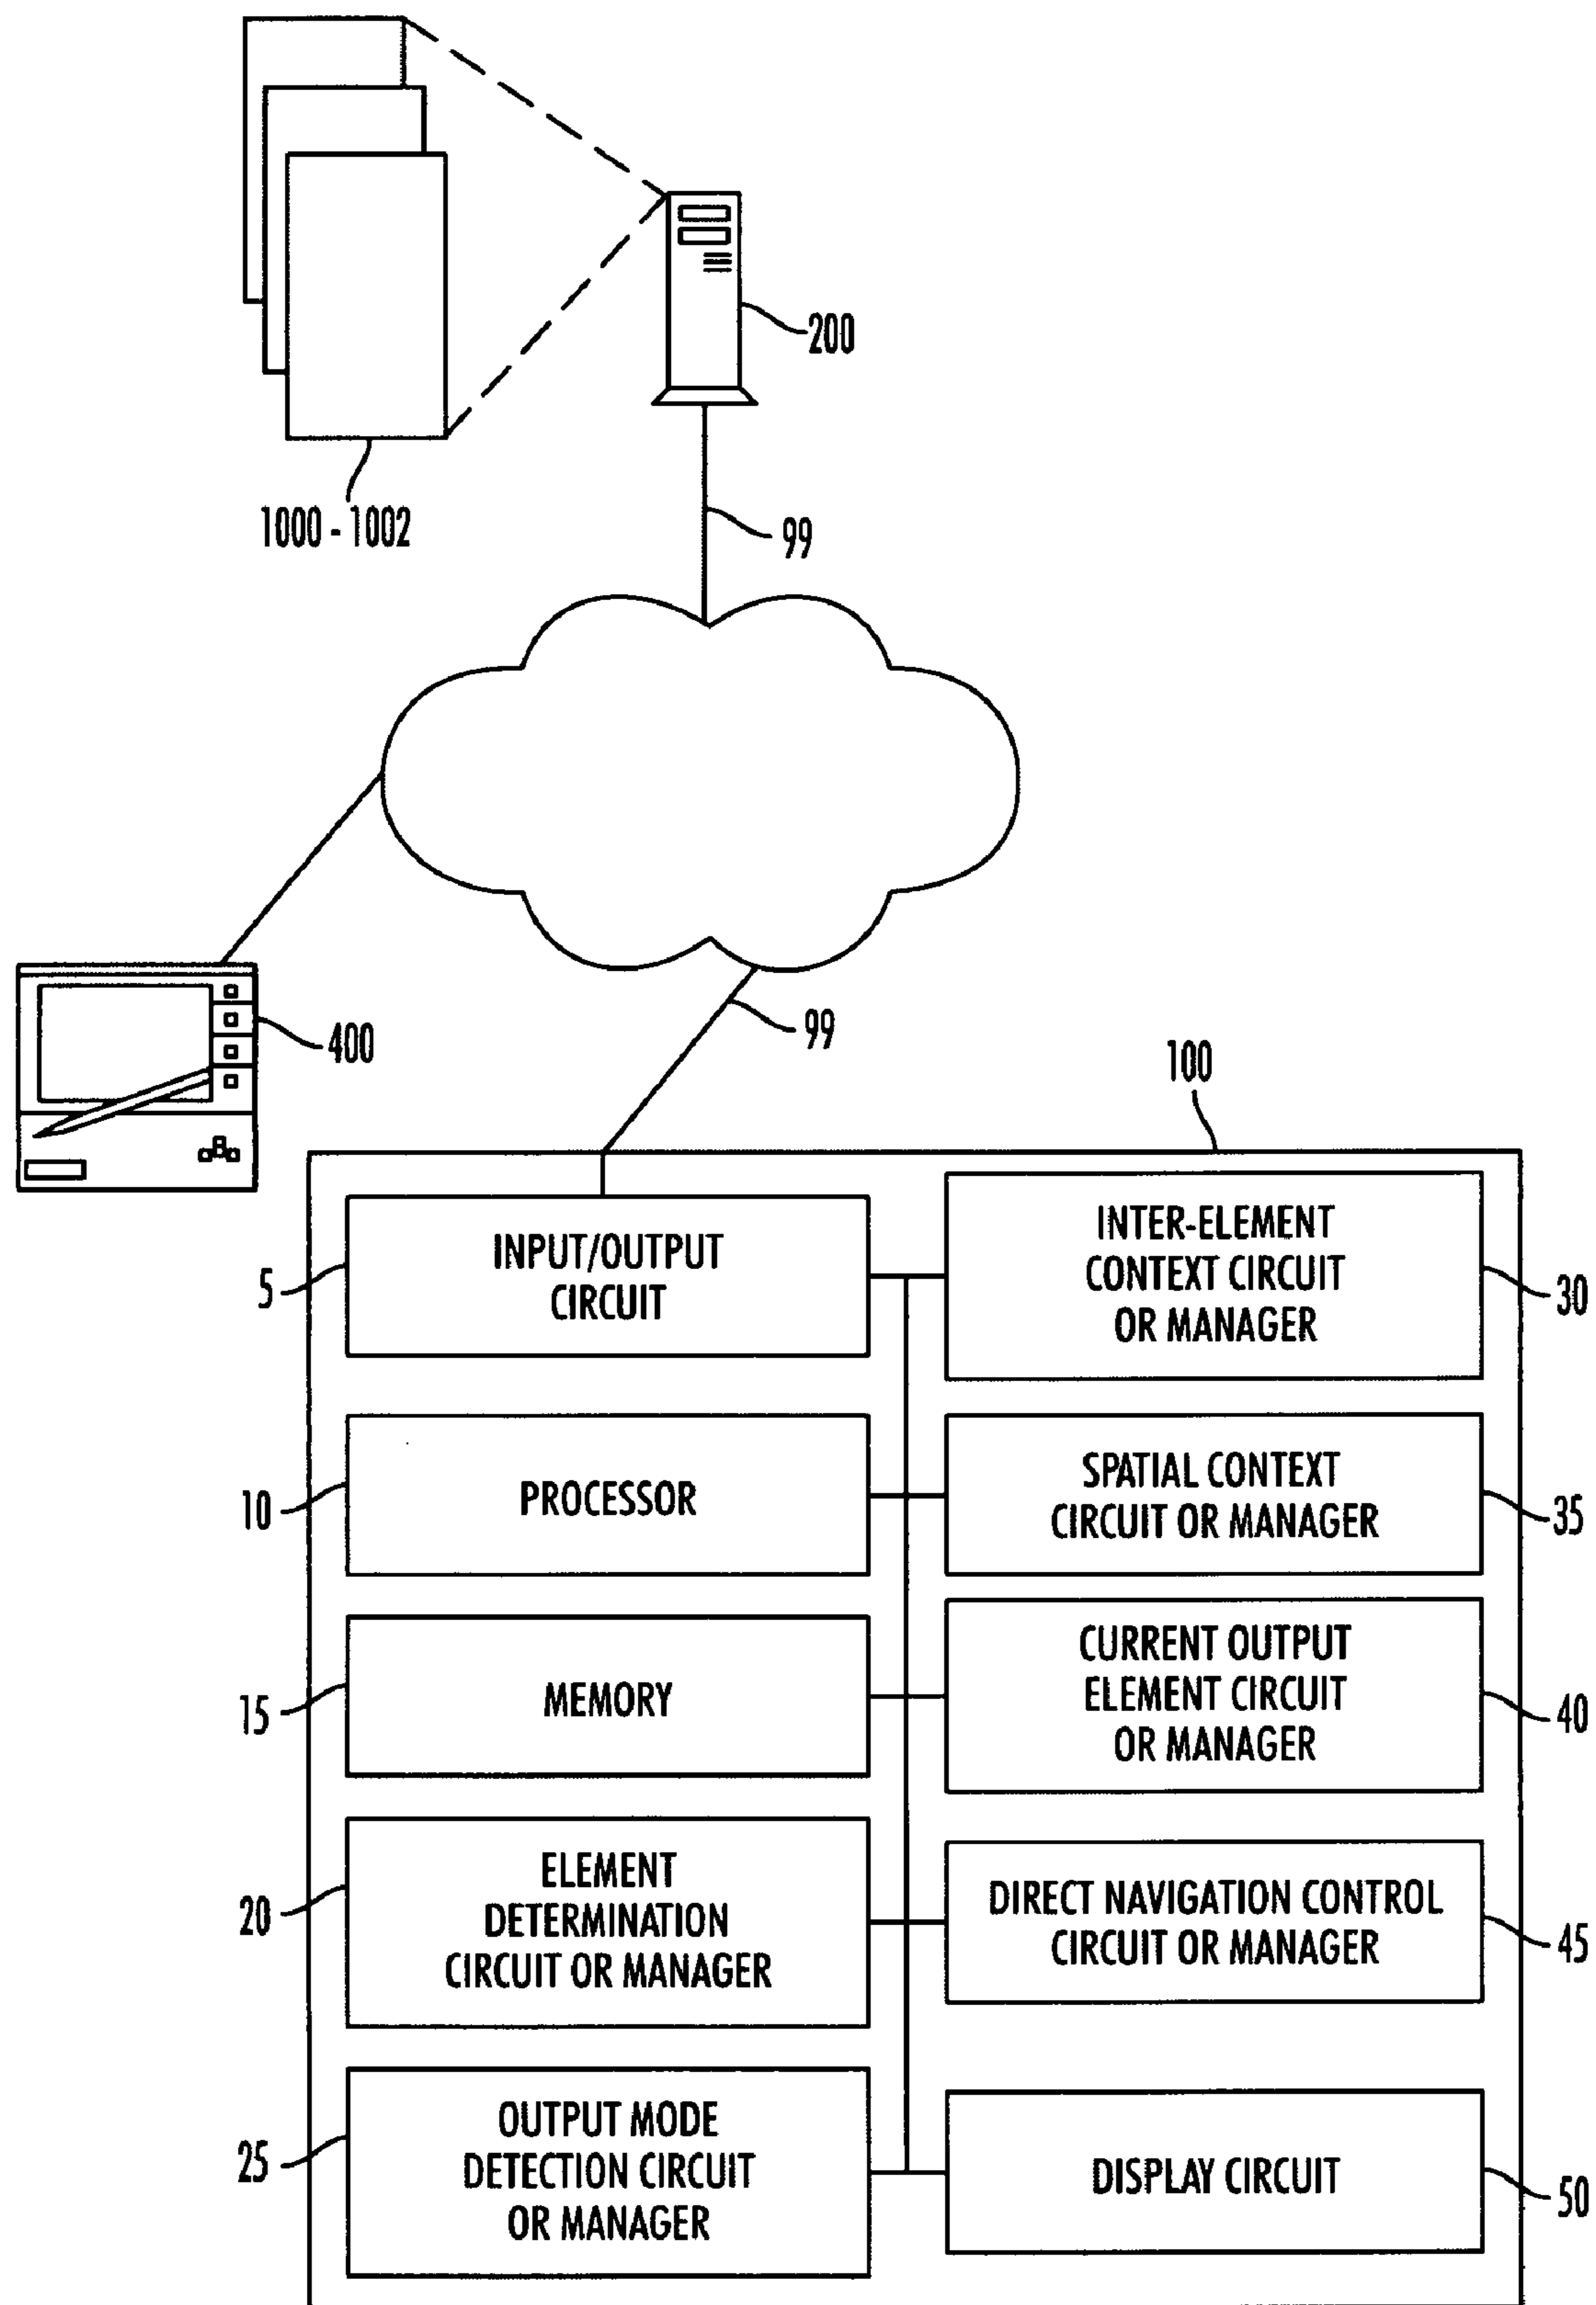 200
1000 - 1002
99
400
99
100
INPUT/OUTPUT
CIRCUIT
5
INTER-ELEMENT
CONTEXT CIRCUIT
OR MANAGER
30
PROCESSOR
10
SPATIAL CONTEXT
CIRCUIT OR MANAGER
35
MEMORY
15
CURRENT OUTPUT
ELEMENT CIRCUIT
OR MANAGER
40
ELEMENT
DETERMINATION
CIRCUIT OR MANAGER
20
DIRECT NAVIGATION CONTROL
CIRCUIT OR MANAGER
45
OUTPUT MODE
DETECTION CIRCUIT
OR MANAGER
25
DISPLAY CIRCUIT
50